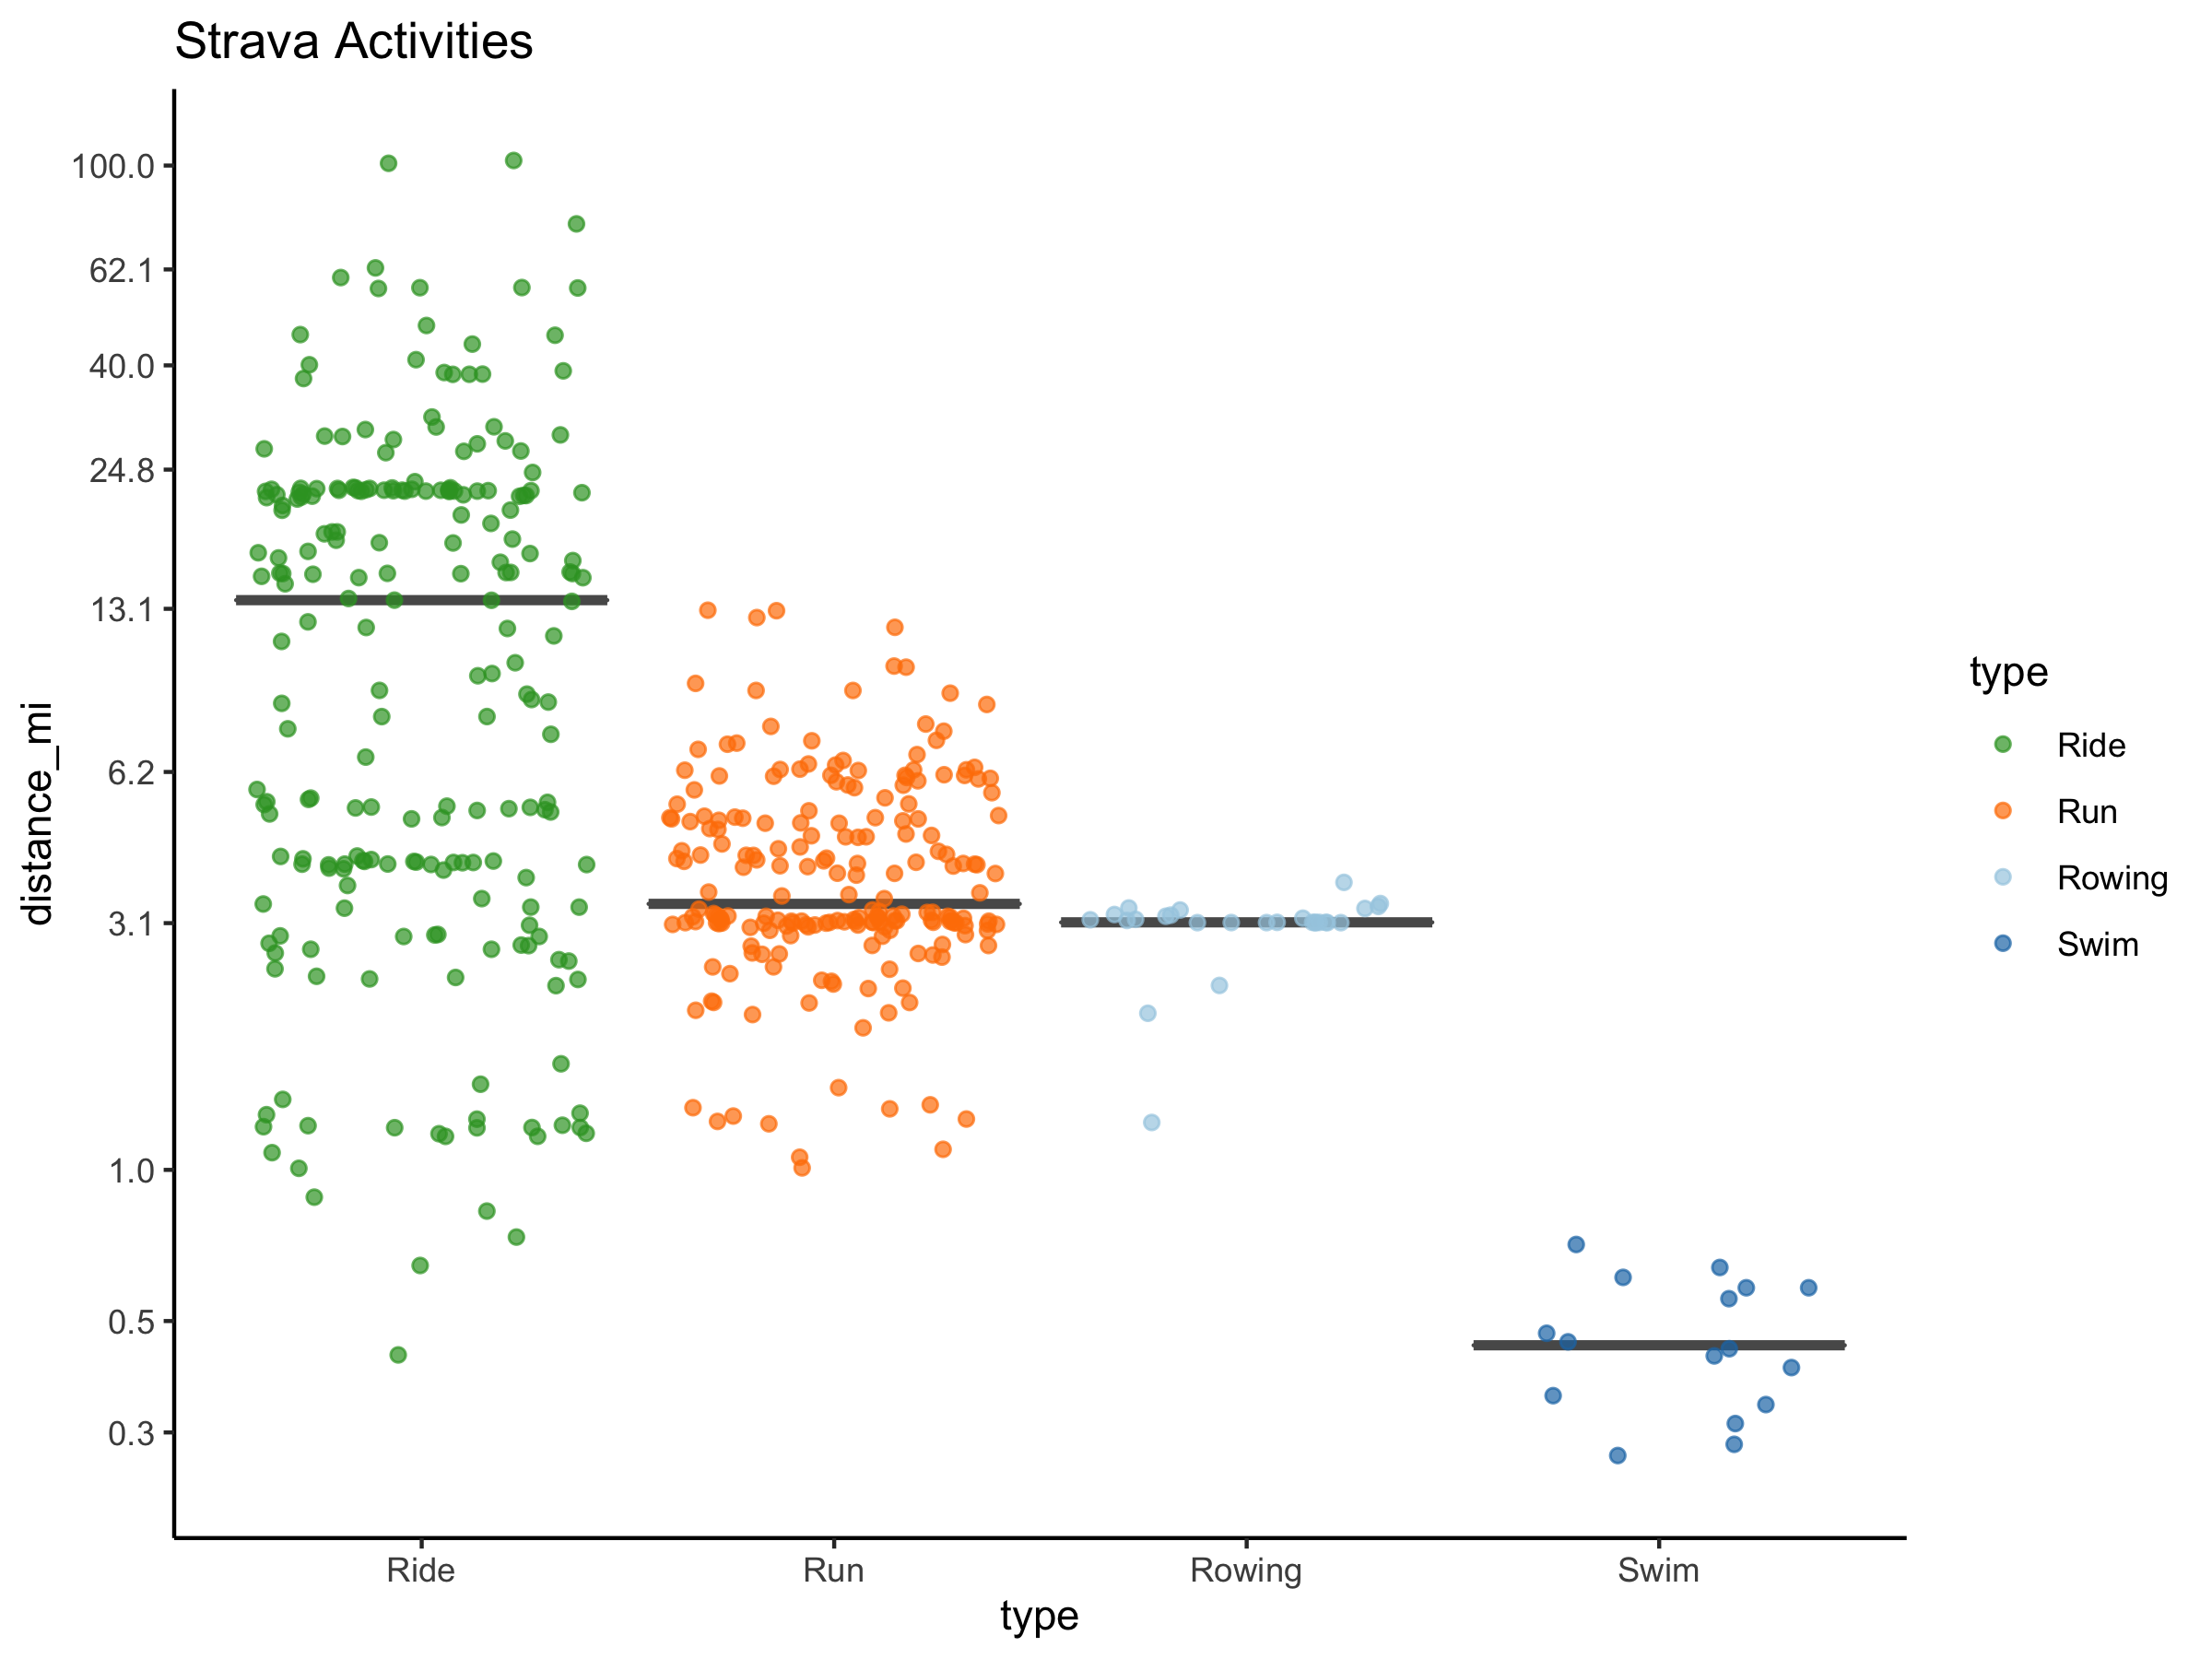 Strava Activities
distance_mi
100.0
62.1
40.0
24.8
13.1
6.2
3.1
1.0
0.5
0.3
Ride
Run
Rowing
Swim
type
type
Ride
Run
Rowing
Swim